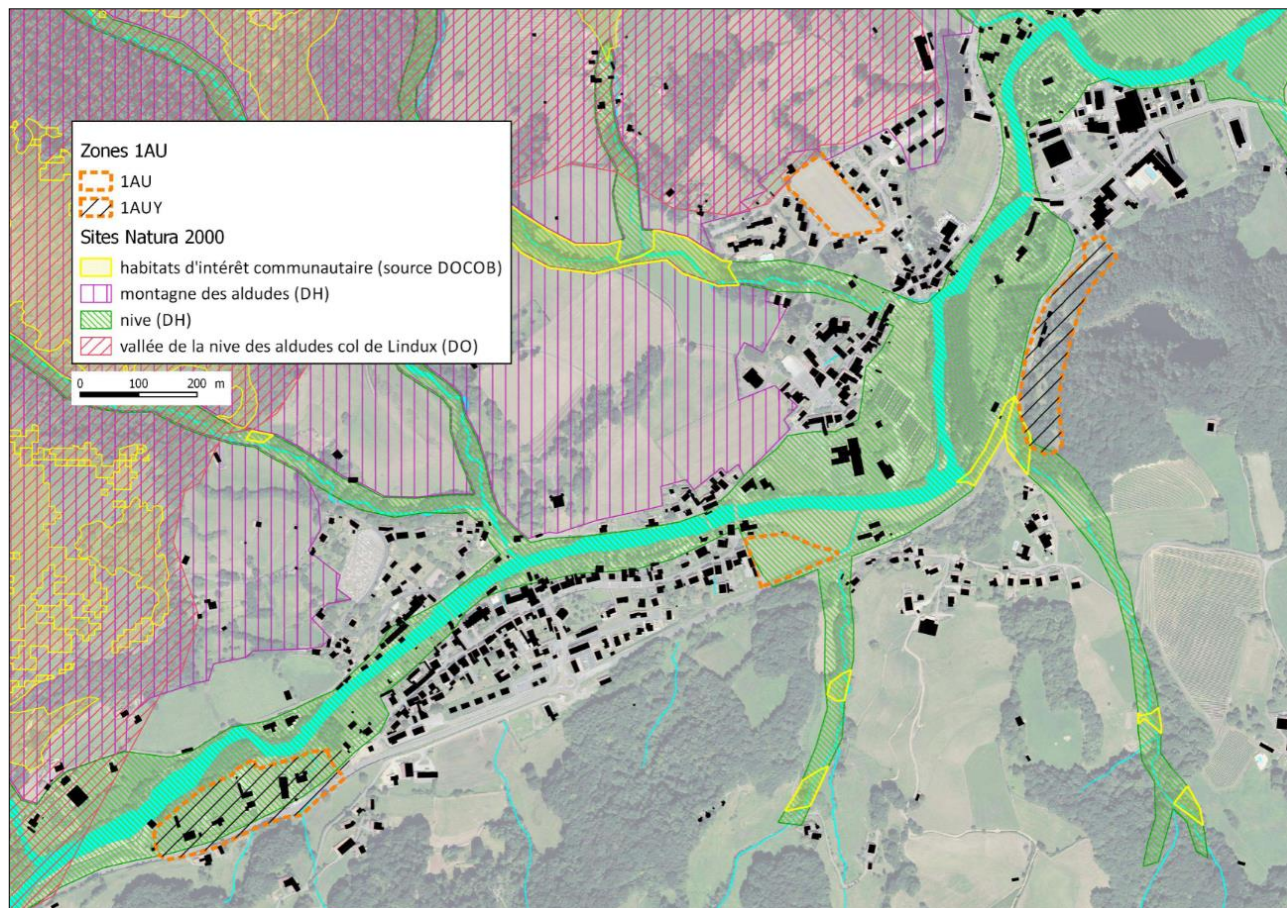 Zones 1AU
1AU
1AUY
Sites Natura 2000
habitats d'intérêt communautaire (source DOCOB)
montagne des aldudes (DH)
nive (DH)
vallée de la nive des aldudes col de Lindux (DO)
0 100 200 m